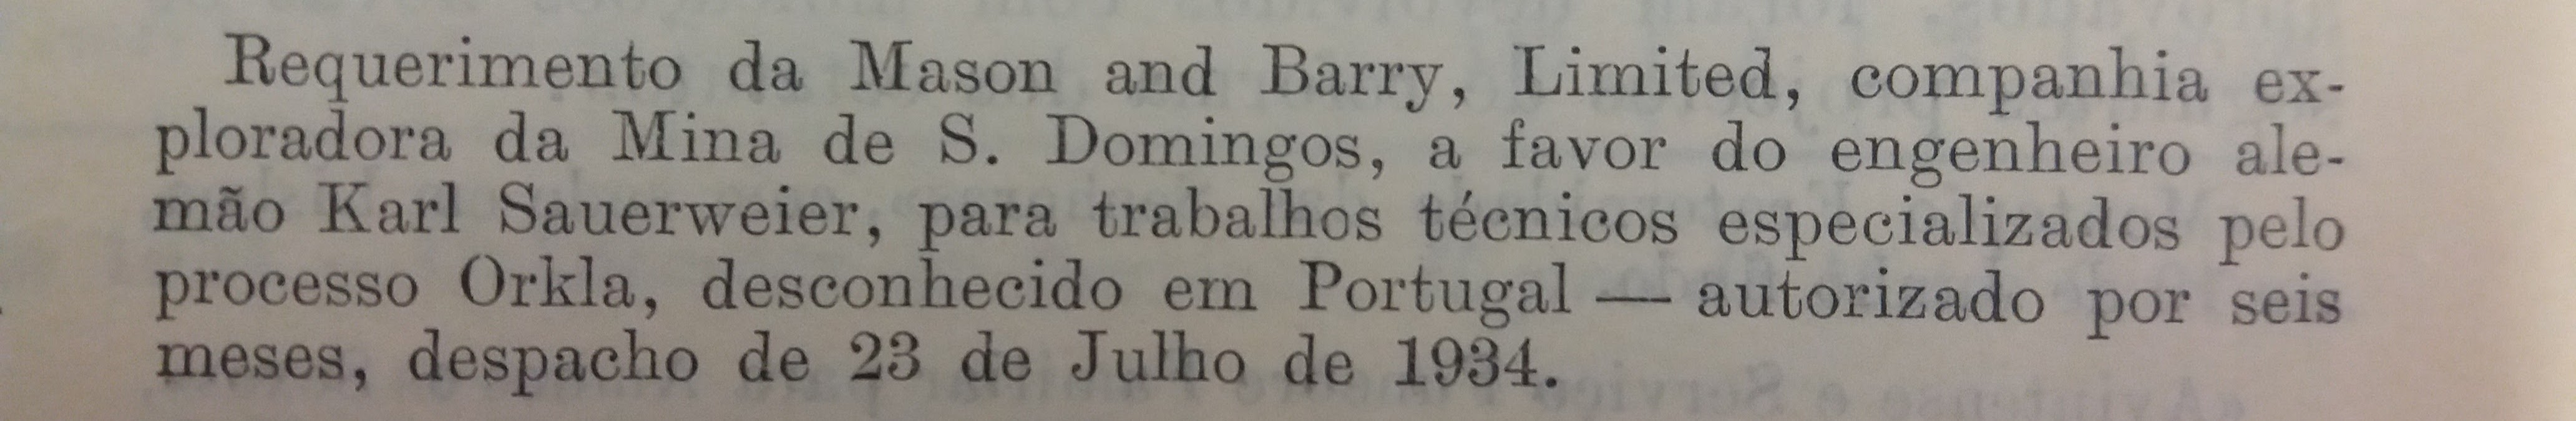 Requerimento da Mason and Barry, Limited, companhia ex-
ploradora da Mina de S. Domingos, a favor do engenheiro ale-
mão Karl Sauerweier, para trabalhos técnicos especializados pelo
processo Orkla, desconhecido em Portugal — autorizado por seis
meses, despacho de 23 de Julho de 1934.